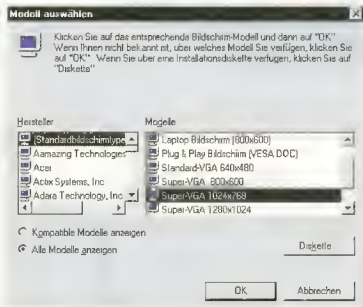 Modell auswählen
Klicken Sie auf das entsprechende Bildschirm-Modell und dann auf "OK"
Wenn Ihnen nicht bekannt ist, über welches Modell Sie verfügen, klicken Sie
auf "OK" Wenn Sie über eine Installationsdiskette verfügen, klicken Sie auf
"Diskette"
Hersteller
Modelle
(Standardbildschirmtype
Aamazing Technologies
Acer
Actix Systems, Inc
Adara Technology, Inc
Laptop Bildschirm (800x600)
Plug & Play Bildschirm (VESA DDC)
Standard-VGA 640x480
Super-VGA 800x600
Super-VGA 1024x768
Super-VGA 1280x1024
Kompatible Modelle anzeigen
Alle Modelle anzeigen
Diskette
OK
Abbrechen